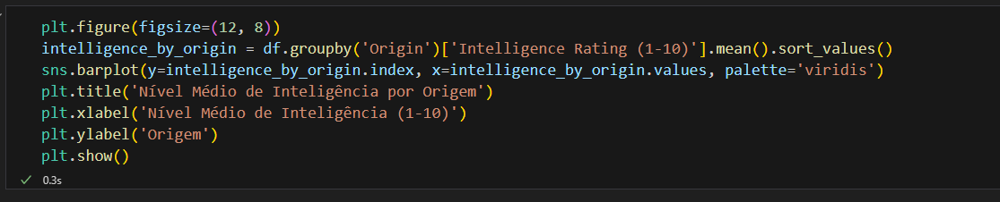 plt.figure(figsize=(12, 8))
intelligence_by_origin = df.groupby('Origin')['Intelligence Rating (1-10)'].mean().sort_values()
sns.barplot(y=intelligence_by_origin.index, x=intelligence_by_origin.values, palette='viridis')
plt.title('Nível Médio de Inteligência por Origem')
plt.xlabel('Nível Médio de Inteligência (1-10)')
plt.ylabel('Origem')
plt.show()
0.3s